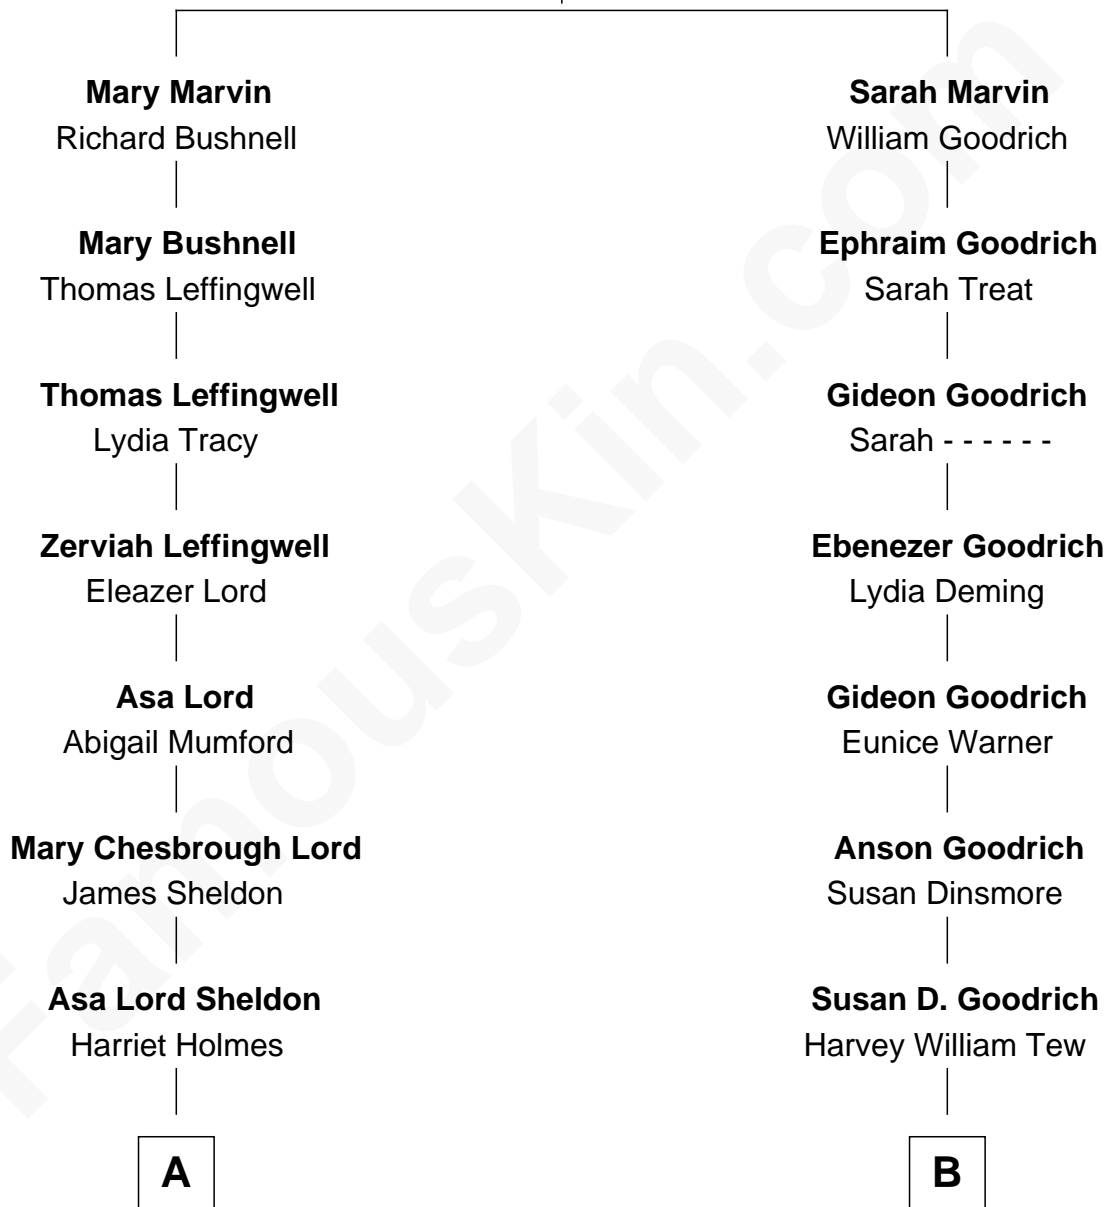 Mary Marvin
Richard Bushnell
Mary Bushnell
Thomas Leffingwell
Thomas Leffingwell
Lydia Tracy
Zerviah Leffingwell
Eleazer Lord
Asa Lord
Abigail Mumford
Mary Chesbrough Lord
James Sheldon
Asa Lord Sheldon
Harriet Holmes
A
Sarah Marvin
William Goodrich
Ephraim Goodrich
Sarah Treat
Gideon Goodrich
Sarah - - - - - -
Ebenezer Goodrich
Lydia Deming
Gideon Goodrich
Eunice Warner
Anson Goodrich
Susan Dinsmore
Susan D. Goodrich
Harvey William Tew
B
FamousKin.com